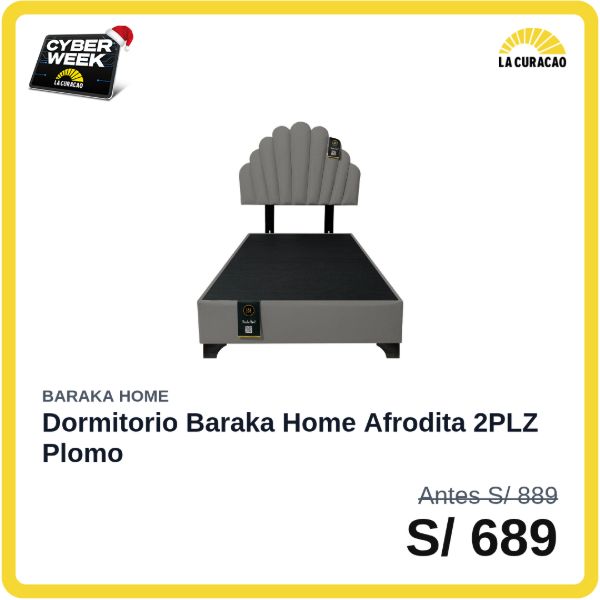 CYBER
WEEK
LA CURACAO
LA CURACAO
BARAKA HOME
Dormitorio Baraka Home Afrodita 2PLZ
Plomo
Antes S/ 889
S/ 689